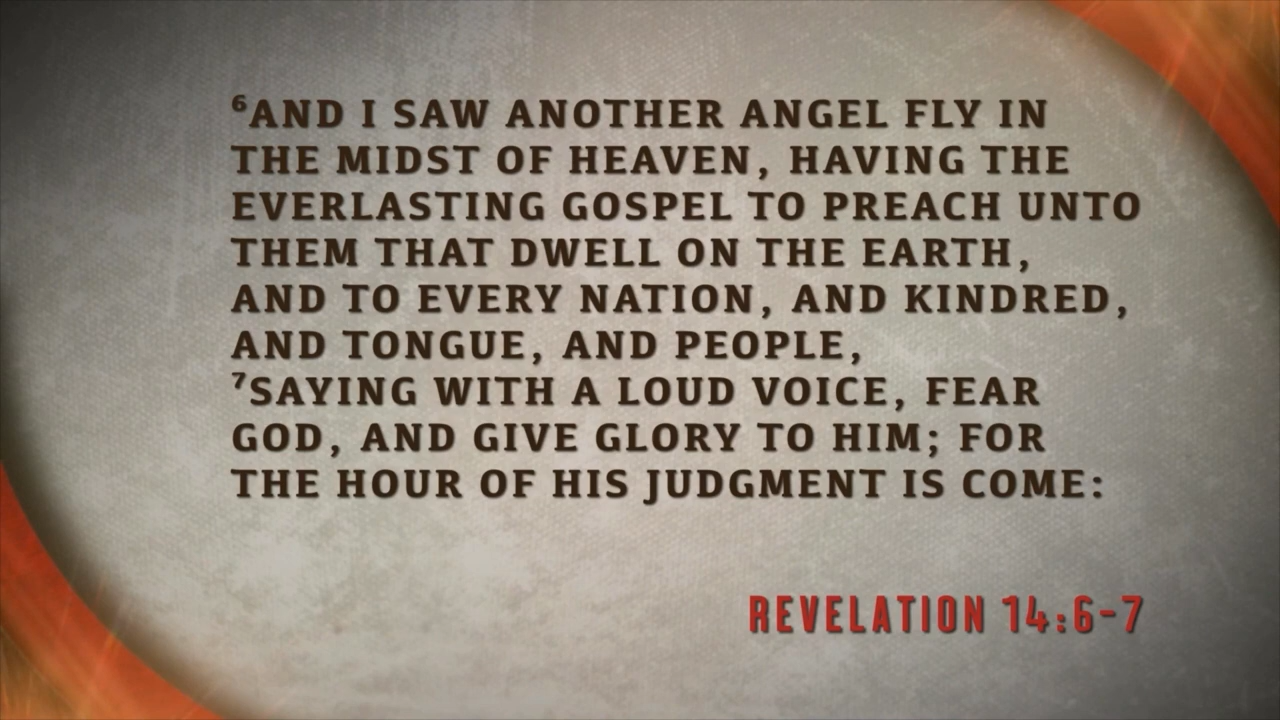 ⁶AND I SAW ANOTHER ANGEL FLY IN
THE MIDST OF HEAVEN, HAVING THE
EVERLASTING GOSPEL TO PREACH UNTO
THEM THAT DWELL ON THE EARTH,
AND TO EVERY NATION, AND KINDRED,
AND TONGUE, AND PEOPLE,
⁷SAYING WITH A LOUD VOICE, FEAR
GOD, AND GIVE GLORY TO HIM; FOR
THE HOUR OF HIS JUDGMENT IS COME:
REVELATION 14:6-7